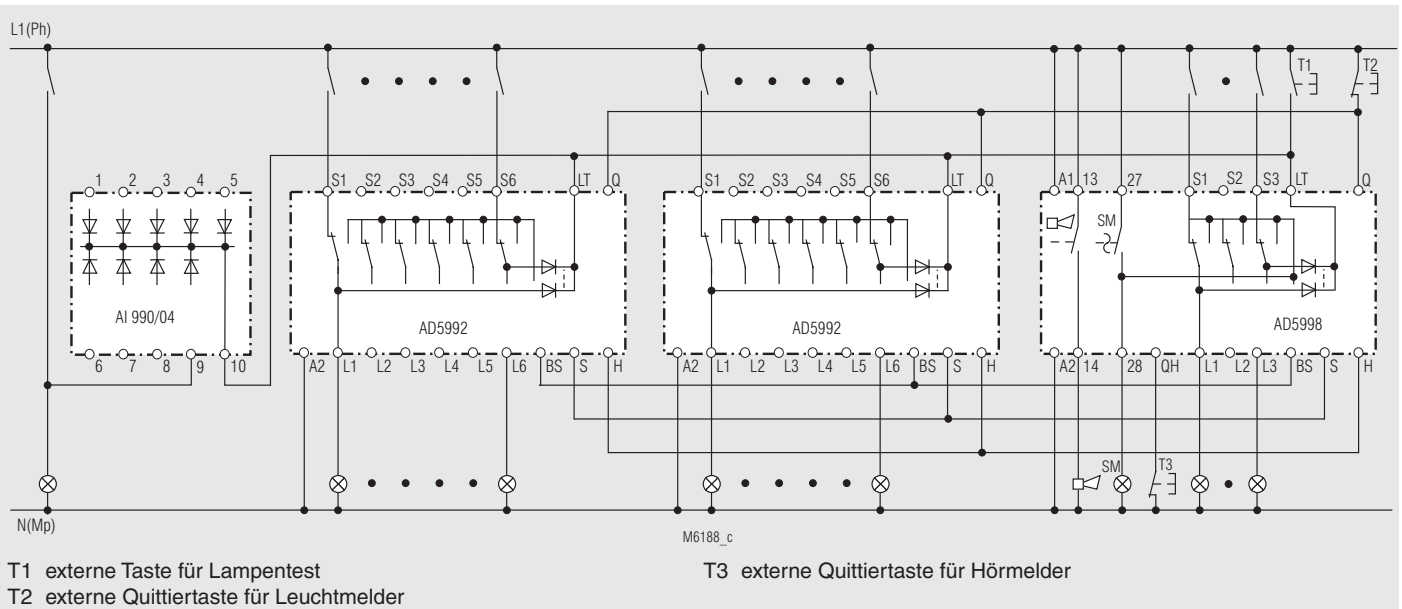 L1(Ph)
T1 T2
1 2 3 4 5 S1 S2 S3 S4 S5 S6 LT Q S1 S2 S3 S4 S5 S6 LT Q A1 13 27 S1 S2 S3 LT Q
SM
AI 990/04 AD5992 AD5992 AD5998
6 7 8 9 10 A2 L1 L2 L3 L4 L5 L6 BS S H A2 L1 L2 L3 L4 L5 L6 BS S H A2 14 28 QH L1 L2 L3 BS S H
SM T3
N(Mp)
M6188_c
T1 externe Taste für Lampentest T3 externe Quittiertaste für Hörmelder
T2 externe Quittiertaste für Leuchtmelder